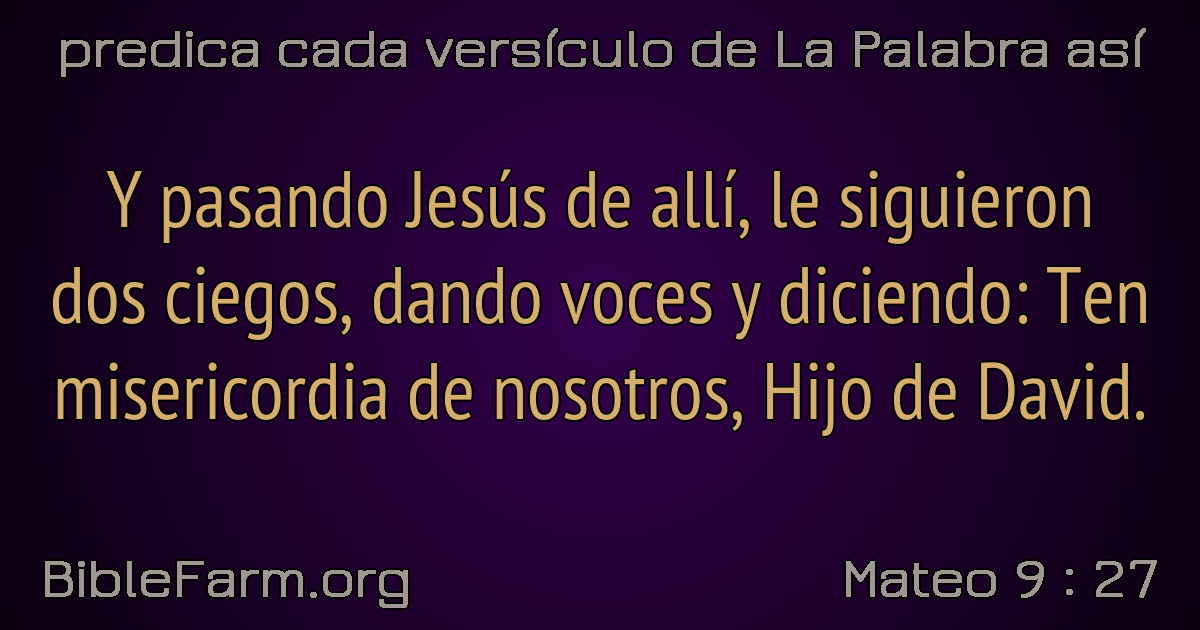 predica cada versículo de La Palabra así
Y pasando Jesús de allí, le siguieron
dos ciegos, dando voces y diciendo: Ten
misericordia de nosotros, Hijo de David.
BibleFarm.org
Mateo 9 : 27